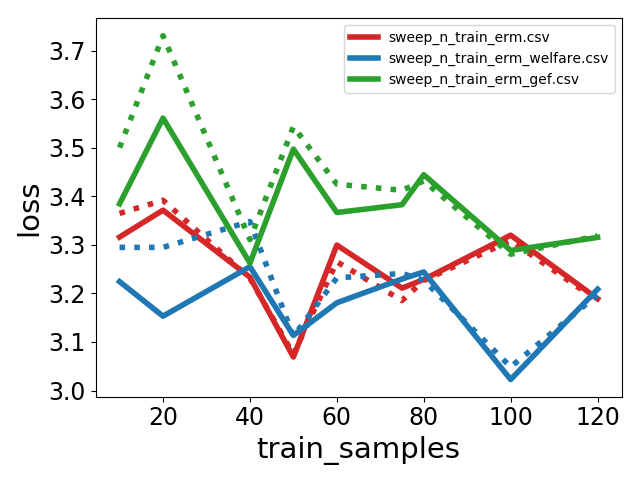 3.7
3.6
3.5
3.4
3.3
3.2
3.1
3.0
loss
sweep_n_train_erm.csv
sweep_n_train_erm_welfare.csv
sweep_n_train_erm_gef.csv
20 40 60 80 100 120
train_samples